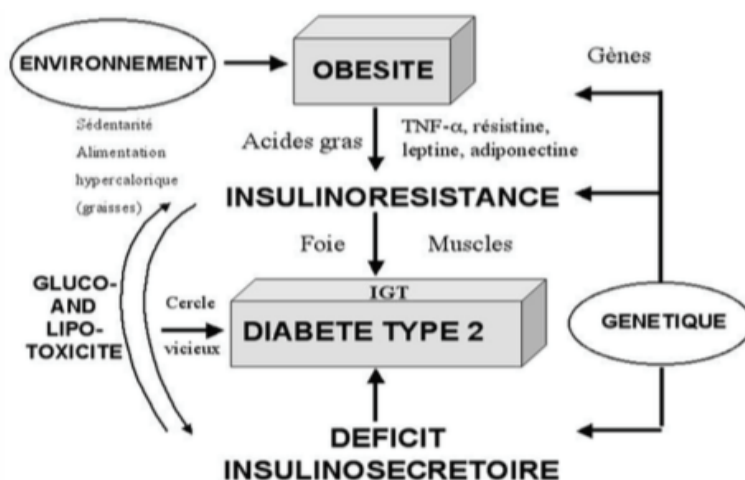 ENVIRONNEMENT
OBESITE
Gènes
Sédentarité
Alimentation
hypercalorique
(graisses)
Acides gras
TNF-α, résistine,
leptine, adiponectine
INSULINORESISTANCE
Foie
Muscles
GLUCO-
AND
LIPO-
TOXICITE
Cercle
vicieux
IGT
DIABETE TYPE 2
GENETIQUE
DEFICIT
INSULINOSECRETOIRE